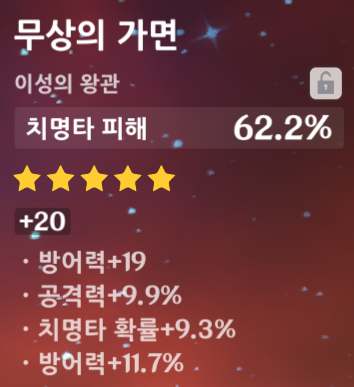 무상의 가면
이성의 왕관
치명타 피해 62.2%
+20
· 방어력+19
· 공격력+9.9%
· 치명타 확률+9.3%
· 방어력+11.7%